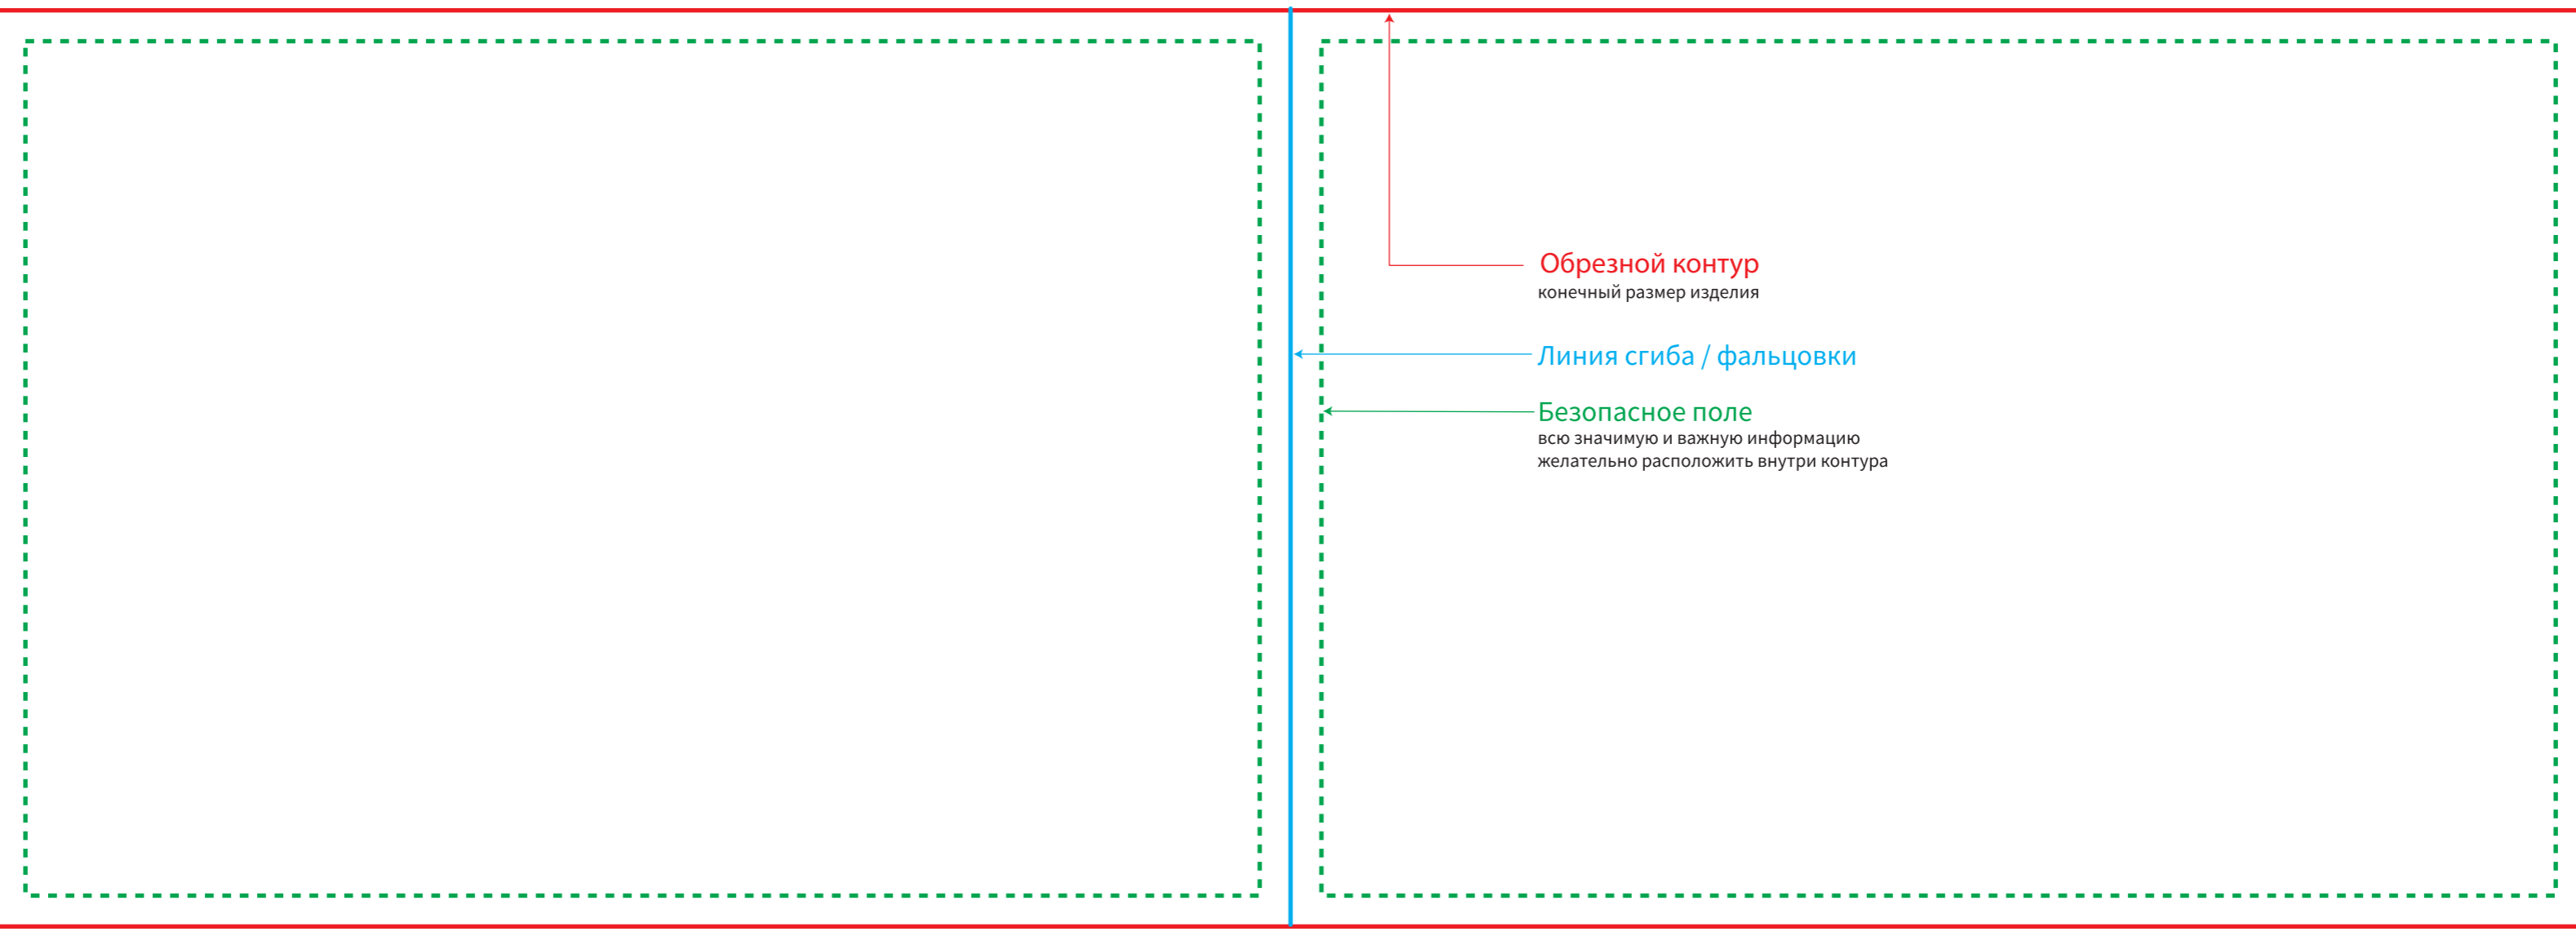 Обрезной контур
конечный размер изделия
Линия сгиба / фальцовки
Безопасное поле
всю значимую и важную информацию
желательно расположить внутри контура